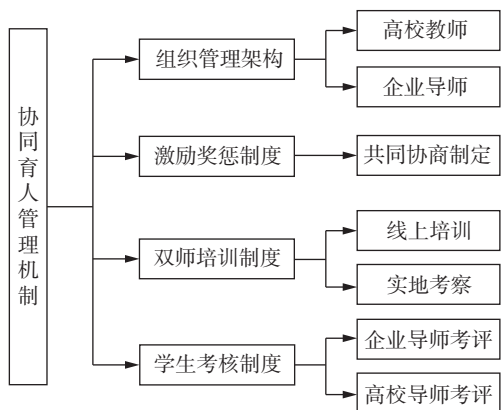 协同育人管理机制
组织管理架构
高校教师
企业导师
激励奖惩制度
共同协商制定
双师培训制度
线上培训
实地考察
学生考核制度
企业导师考评
高校导师考评